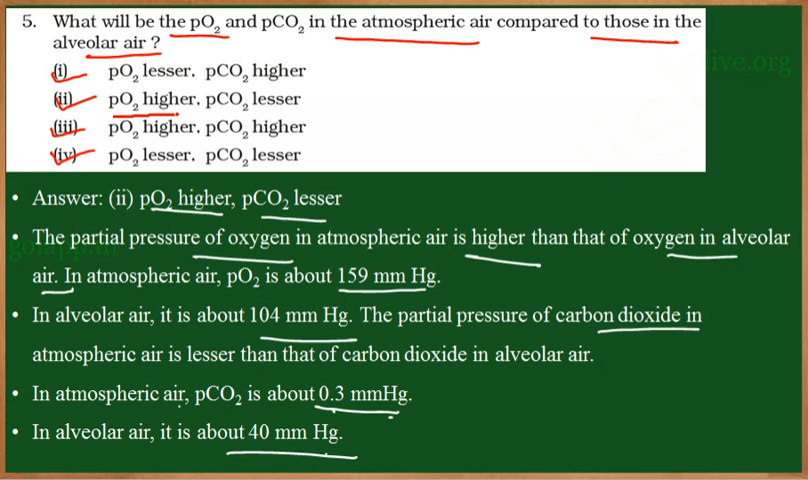 5. What will be the pO₂ and pCO₂ in the atmospheric air compared to those in the
alveolar air ?
(i) pO₂ lesser, pCO₂ higher
(ii) pO₂ higher, pCO₂ lesser
(iii) pO₂ higher, pCO₂ higher
(iv) pO₂ lesser, pCO₂ lesser
• Answer: (ii) pO₂ higher, pCO₂ lesser
• The partial pressure of oxygen in atmospheric air is higher than that of oxygen in alveolar
air. In atmospheric air, pO₂ is about 159 mm Hg.
• In alveolar air, it is about 104 mm Hg. The partial pressure of carbon dioxide in
atmospheric air is lesser than that of carbon dioxide in alveolar air.
• In atmospheric air, pCO₂ is about 0.3 mmHg.
• In alveolar air, it is about 40 mm Hg.